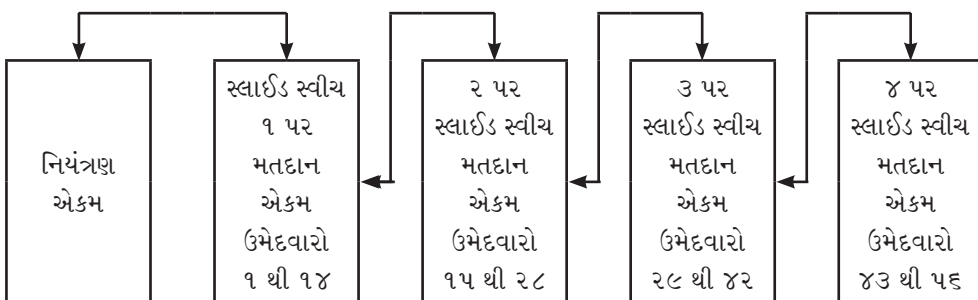 નિયંત્રણ
એકમ
સ્લાઈડ સ્વીચ
૧ પર
મતદાન
એકમ
ઉમેદવારો
૧ થી ૧૪
૨ પર
સ્લાઈડ સ્વીચ
મતદાન
એકમ
ઉમેદવારો
૧૫ થી ૨૮
૩ પર
સ્લાઈડ સ્વીચ
મતદાન
એકમ
ઉમેદવારો
૨૯ થી ૪૨
૪ પર
સ્લાઈડ સ્વીચ
મતદાન
એકમ
ઉમેદવારો
૪૩ થી ૫૬